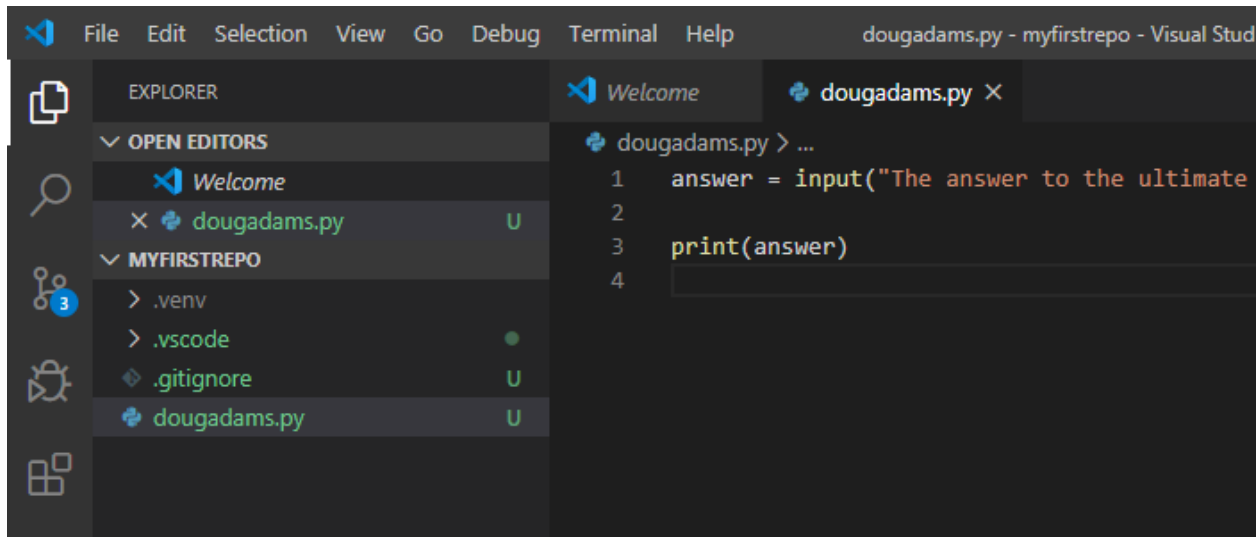 File Edit Selection View Go Debug Terminal Help dougadams.py - myfirstrepo - Visual Stud
EXPLORER
OPEN EDITORS
Welcome
dougadams.py U
MYFIRSTREPO
.venv
.vscode
.gitignore U
dougadams.py U
3
Welcome dougadams.py
dougadams.py > ...
1 answer = input("The answer to the ultimate
2
3 print(answer)
4